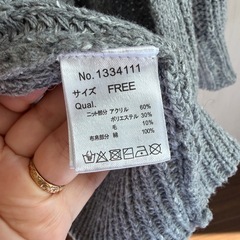 No. 1334111
サイズ FREE
Qual.
ニット部分 アクリル 60%
ポリエステル 30%
毛 10%
布帛部分 綿 100%